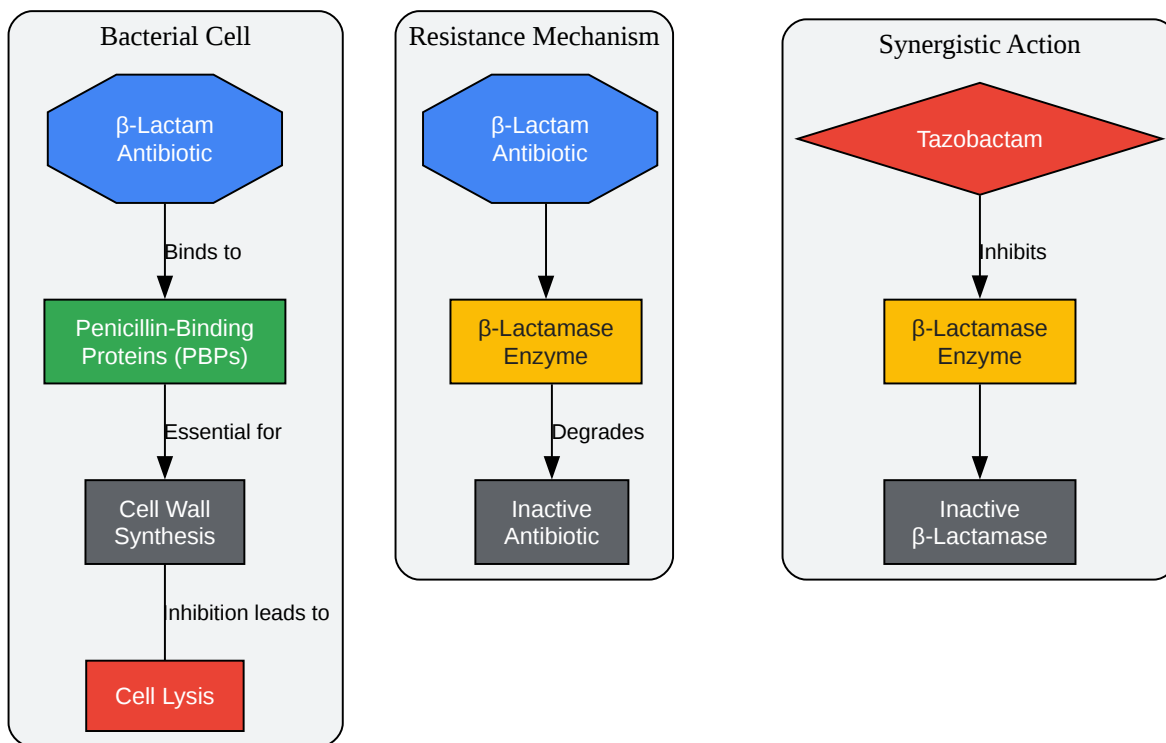 Bacterial Cell
β-Lactam
Antibiotic
Binds to
Penicillin-Binding
Proteins (PBPs)
Essential for
Cell Wall
Synthesis
Inhibition leads to
Cell Lysis
Resistance Mechanism
β-Lactam
Antibiotic
β-Lactamase
Enzyme
Degrades
Inactive
Antibiotic
Synergistic Action
Tazobactam
Inhibits
β-Lactamase
Enzyme
Inactive
β-Lactamase